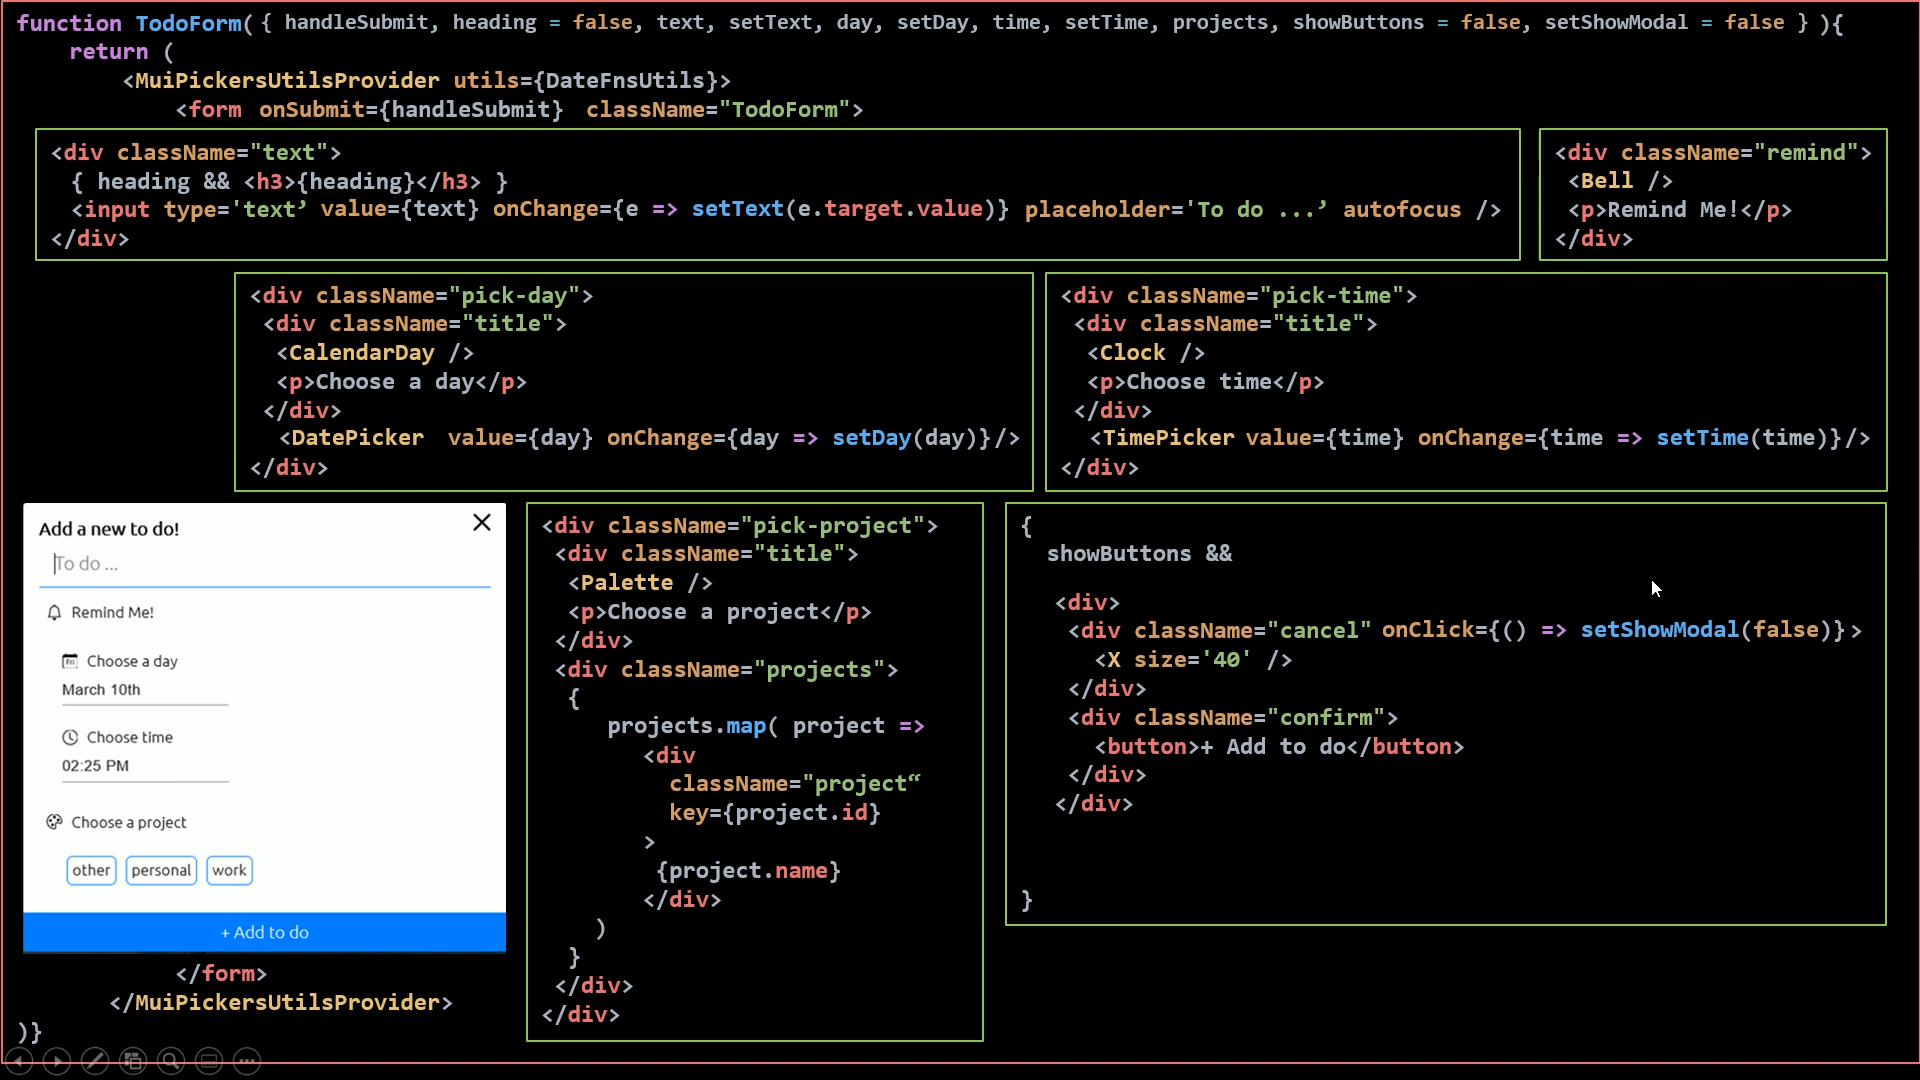 function TodoForm({ handleSubmit, heading = false, text, setText, day, setDay, time, setTime, projects, showButtons = false, setShowModal = false } ){
return (
<MuiPickersUtilsProvider utils={DateFnsUtils}>
<form onSubmit={handleSubmit} className="TodoForm">
<div className="text">
{ heading && <h3>{heading}</h3> }
<input type='text’ value={text} onChange={e => setText(e.target.value)} placeholder='To do ...’ autofocus />
</div>
<div className="remind">
<Bell />
<p>Remind Me!</p>
</div>
<div className="pick-day">
<div className="title">
<CalendarDay />
<p>Choose a day</p>
</div>
<DatePicker value={day} onChange={day => setDay(day)}/>
</div>
<div className="pick-time">
<div className="title">
<Clock />
<p>Choose time</p>
</div>
<TimePicker value={time} onChange={time => setTime(time)}/>
</div>
Add a new to do!
To do ...
Remind Me!
Fri
Choose a day
March 10th
Choose time
02:25 PM
Choose a project
other personal work
+ Add to do
<div className="pick-project">
<div className="title">
<Palette />
<p>Choose a project</p>
</div>
<div className="projects">
{
projects.map( project =>
<div
className="project“
key={project.id}
>
{project.name}
</div>
)
}
</div>
</div>
{
showButtons &&
<div>
<div className="cancel" onClick={() => setShowModal(false)}>
<X size='40' />
</div>
<div className="confirm">
<button>+ Add to do</button>
</div>
</div>
}
</form>
</MuiPickersUtilsProvider>
)}